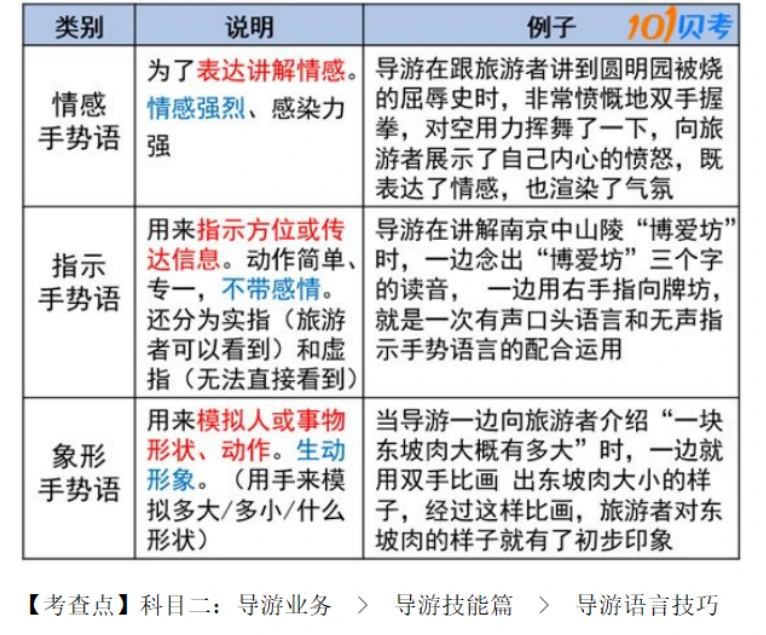 类别 说明 例子 101贝考
情感
手势语
为了表达讲解情感。
情感强烈、感染力
强
导游在跟旅游者讲到圆明园被烧
的屈辱史时，非常愤慨地双手握
拳，对空用力挥舞了一下，向旅
游者展示了自己内心的愤怒，既
表达了情感，也渲染了气氛
指示
手势语
用来指示方位或传
达信息。动作简单、
专一，不带感情。
还分为实指（旅游
者可以看到）和虚
指（无法直接看到）
导游在讲解南京中山陵“博爱坊”
时，一边念出“博爱坊”三个字
的读音， 一边用右手指向牌坊，
就是一次有声口头语言和无声指
示手势语言的配合运用
象形
手势语
用来模拟人或事物
形状、动作。生动
形象。（用手来模
拟多大/多小/什么
形状）
当导游一边向旅游者介绍“一块
东坡肉大概有多大”时，一边就
用双手比画 出东坡肉大小的样
子，经过这样比画，旅游者对东
坡肉的样子就有了初步印象
【考查点】科目二：导游业务 > 导游技能篇 > 导游语言技巧